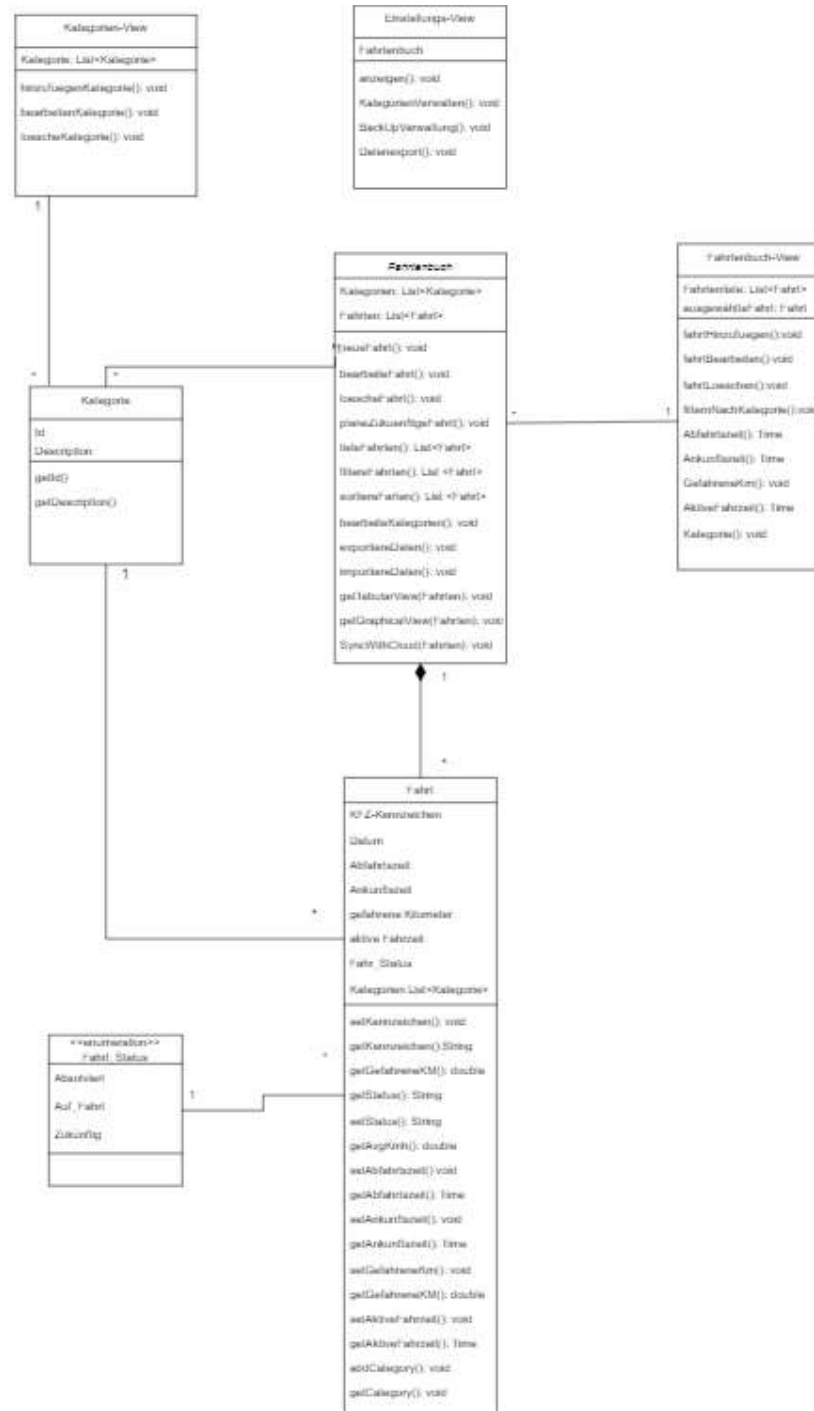 Kategorien-View
Kategorie: List<Kategorie>
hinzufuegenKategorie(): void
bearbeitenKategorie(): void
loescheKategorie(): void
1
*
Einstellungs-View
Fahrtenbuch
anzeigen(): void
KategorienVerwalten(): void
BackUpVerwaltung(): void
Datenexport(): void
Fahrtenbuch
Kategorien: List<Kategorie>
Fahrten: List<Fahrt>
neueFahrt(): void
bearbeiteFahrt(): void
loescheFahrt(): void
planeZukuenftigeFahrt(): void
listeFahrten(): List<Fahrt>
filtereFahrten(): List <Fahrt>
sortiereFarten(): List <Fahrt>
bearbeiteKategorien(): void
exportiereDaten(): void
importiereDaten(): void
getTabularView(Fahrten): void
getGraphicalView(Fahrten): void
SyncWithCloud(Fahrten): void
*
1
Fahrtenbuch-View
Fahrtenliste: List<Fahrt>
ausgewählteFahrt: Fahrt
fahrtHinzufuegen():void
fahrtBearbeiten():void
fahrtLoeschen():void
filternNachKategorie():void
Abfahrtszeit(): Time
Ankunftszeit(): Time
GefahreneKm(): void
AktiveFahrzeit(): Time
Kategorie(): void
*
Kategorie
Id
Description
getId()
getDescription()
1
*
1
*
Fahrt
KFZ-Kennzeichen
Datum
Abfahrtszeit
Ankunftszeit
gefahrene Kilometer
aktive Fahrzeit
Fahr_Status
Kategorien:List<Kategorie>
setKennzeichen(): void
getKennzeichen():String
getGefahreneKM(): double
getStatus(): String
setStatus(): String
getAvgKmh(): double
setAbfahrtszeit():void
getAbfahrtszeit(): Time
setAnkunftszeit(): void
getAnkunftszeit(): Time
setGefahreneKm(): void
getGefahreneKM(): double
setAktiveFahrzeit(): void
getAktiveFahrzeit(): Time
addCategory(): void
getCategory(): void
<<enumeration>>
Fahrt_Status
Absolviert
Auf_Fahrt
Zukünftig
1
*